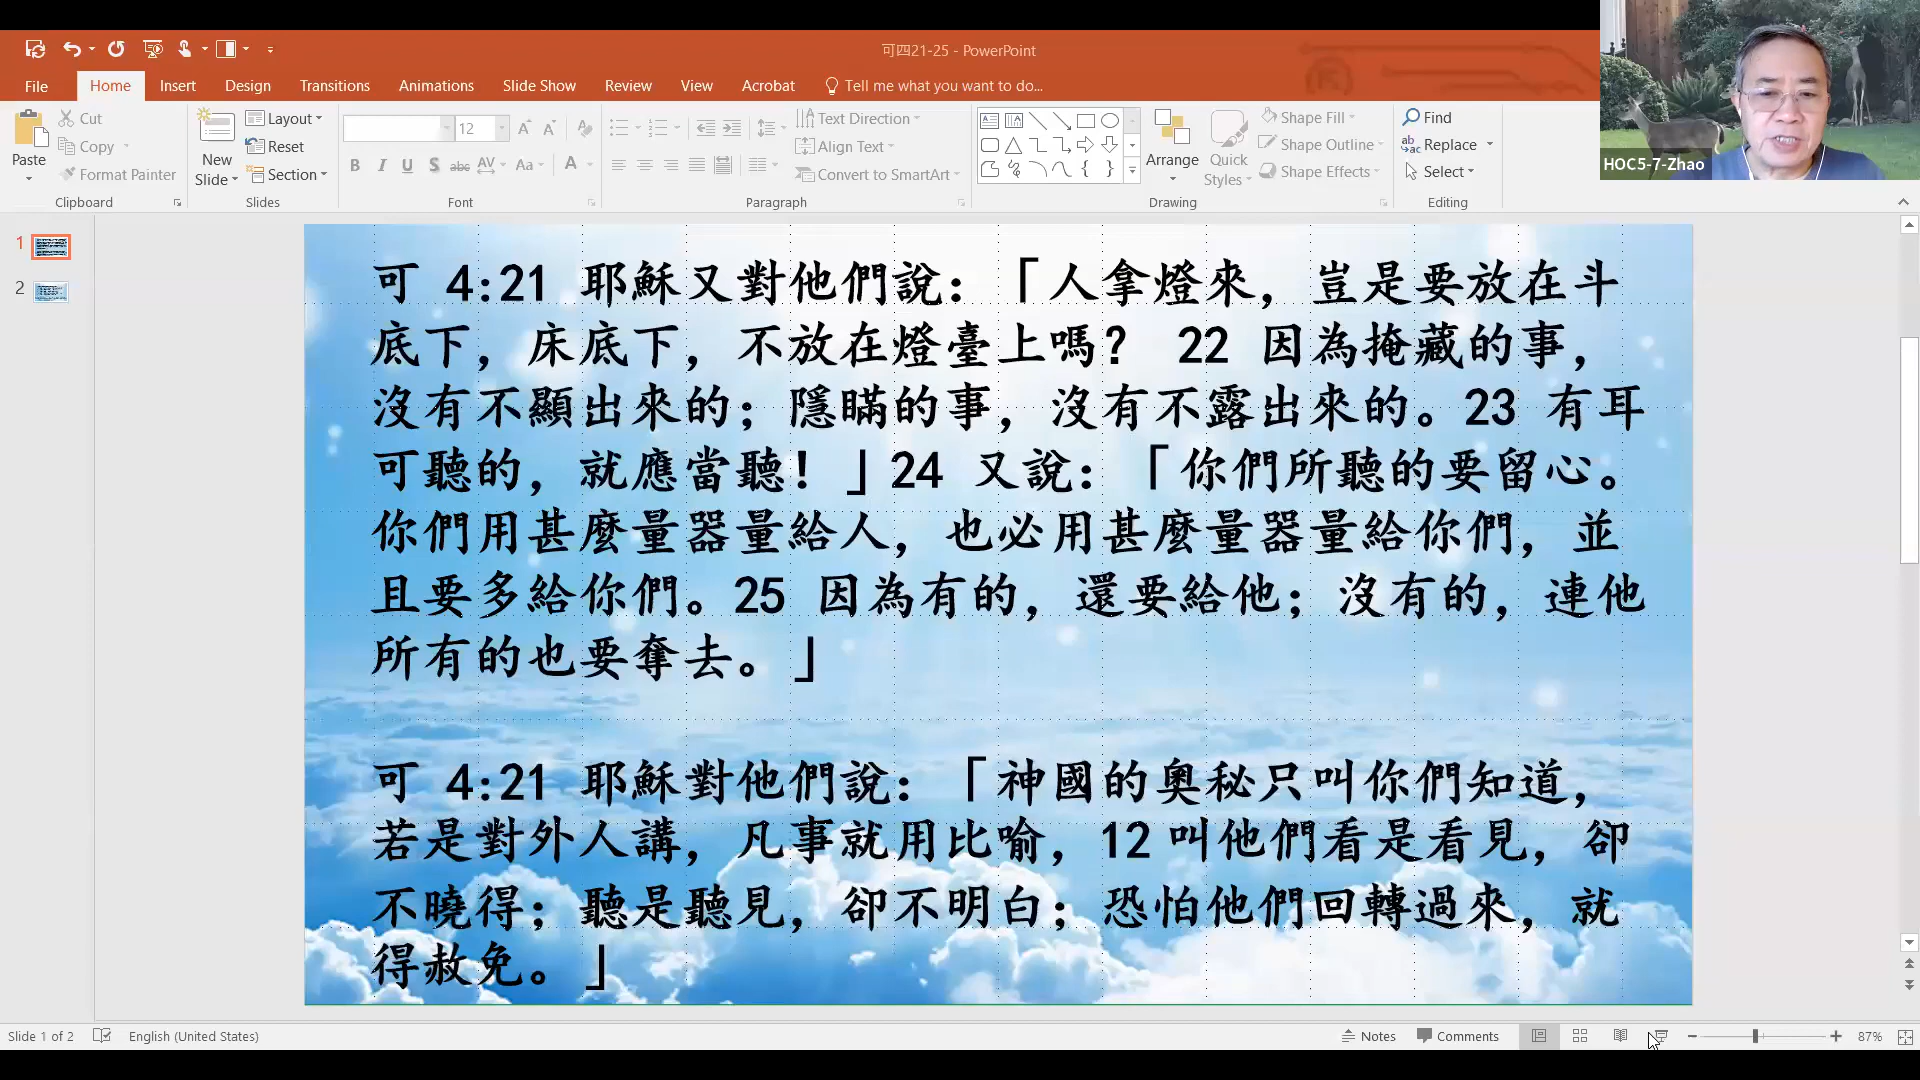 可四21-25 - PowerPoint
File Home Insert Design Transitions Animations Slide Show Review View Acrobat Tell me what you want to do...
Paste Cut Copy Format Painter
Clipboard
New Slide Layout Reset Section
Slides
12
B I U S abc AV Aa A
Font
Text Direction Align Text Convert to SmartArt
Paragraph
Arrange Quick Styles Shape Fill Shape Outline Shape Effects
Drawing
Find Replace Select
Editing
HOC5-7-Zhao
1
2
可 4:21 耶穌又對他們說：「人拿燈來，豈是要放在斗
底下，床底下，不放在燈臺上嗎？ 22 因為掩藏的事，
沒有不顯出來的；隱瞞的事，沒有不露出來的。23 有耳
可聽的，就應當聽！」24 又說：「你們所聽的要留心。
你們用甚麼量器量給人，也必用甚麼量器量給你們，並
且要多給你們。25 因為有的，還要給他；沒有的，連他
所有的也要奪去。」
可 4:21 耶穌對他們說：「神國的奧秘只叫你們知道，
若是對外人講，凡事就用比喻，12 叫他們看是看見，卻
不曉得；聽是聽見，卻不明白；恐怕他們回轉過來，就
得赦免。」
Slide 1 of 2 English (United States) Notes Comments 87%